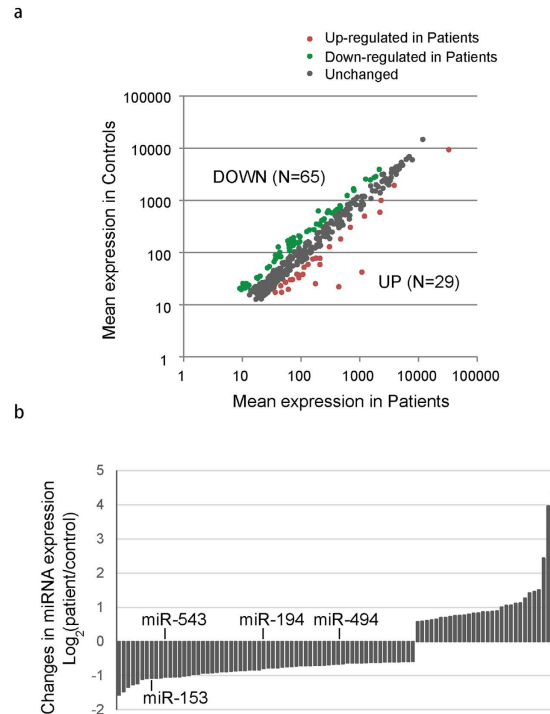 a
Up-regulated in Patients
Down-regulated in Patients
Unchanged
100000
10000
1000
100
10
1
Mean expression in Controls
DOWN (N=65)
UP (N=29)
1 10 100 1000 10000 100000
Mean expression in Patients
b
Changes in miRNA expression
Log2(patient/control)
5
4
3
2
1
0
-1
-2
miR-543 miR-194 miR-494
miR-153